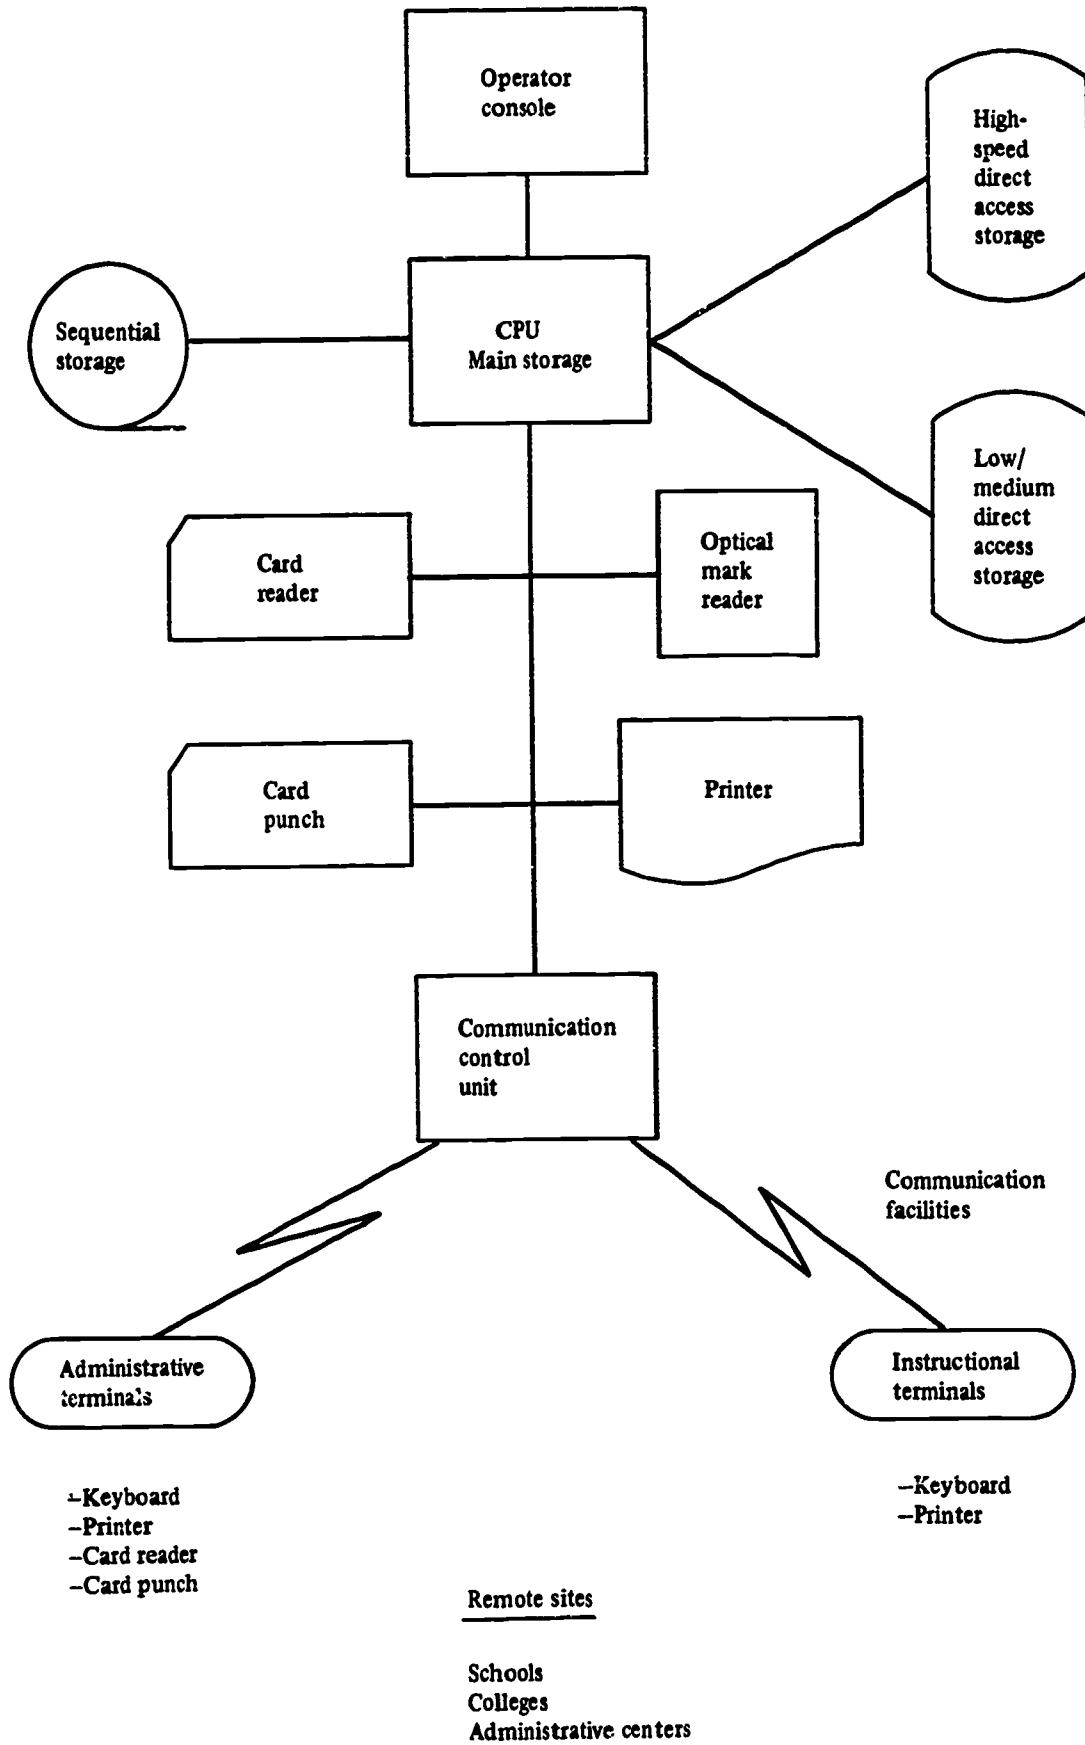 Operator
console
High-
speed
direct
access
storage
Sequential
storage
CPU
Main storage
Low/
medium
direct
access
storage
Card
reader
Optical
mark
reader
Card
punch
Printer
Communication
control
unit
Communication
facilities
Administrative
terminals
Instructional
terminals
–Keyboard
–Printer
–Card reader
–Card punch
–Keyboard
–Printer
Remote sites
Schools
Colleges
Administrative centers